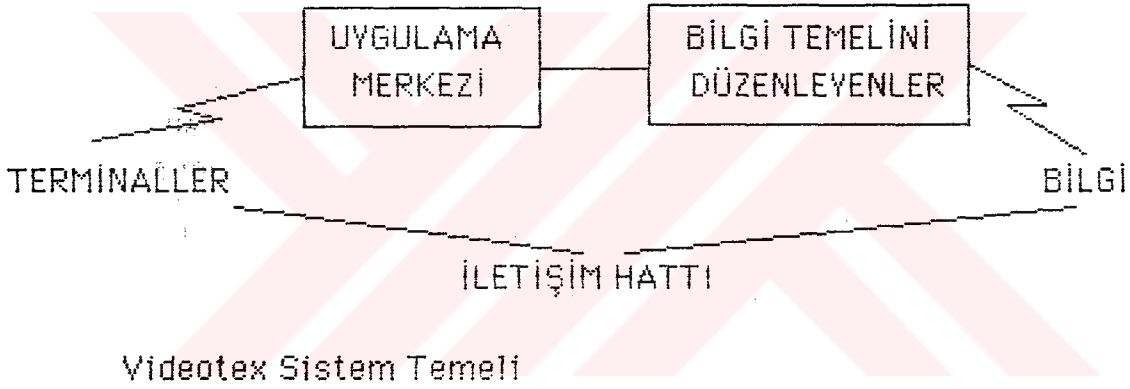 UYGULAMA
MERKEZİ
BİLGİ TEMELİNİ
DÜZENLEYENLER
TERMİNALLER
BİLGİ
İLETİŞİM HATTI
Videotex Sistem Temeli